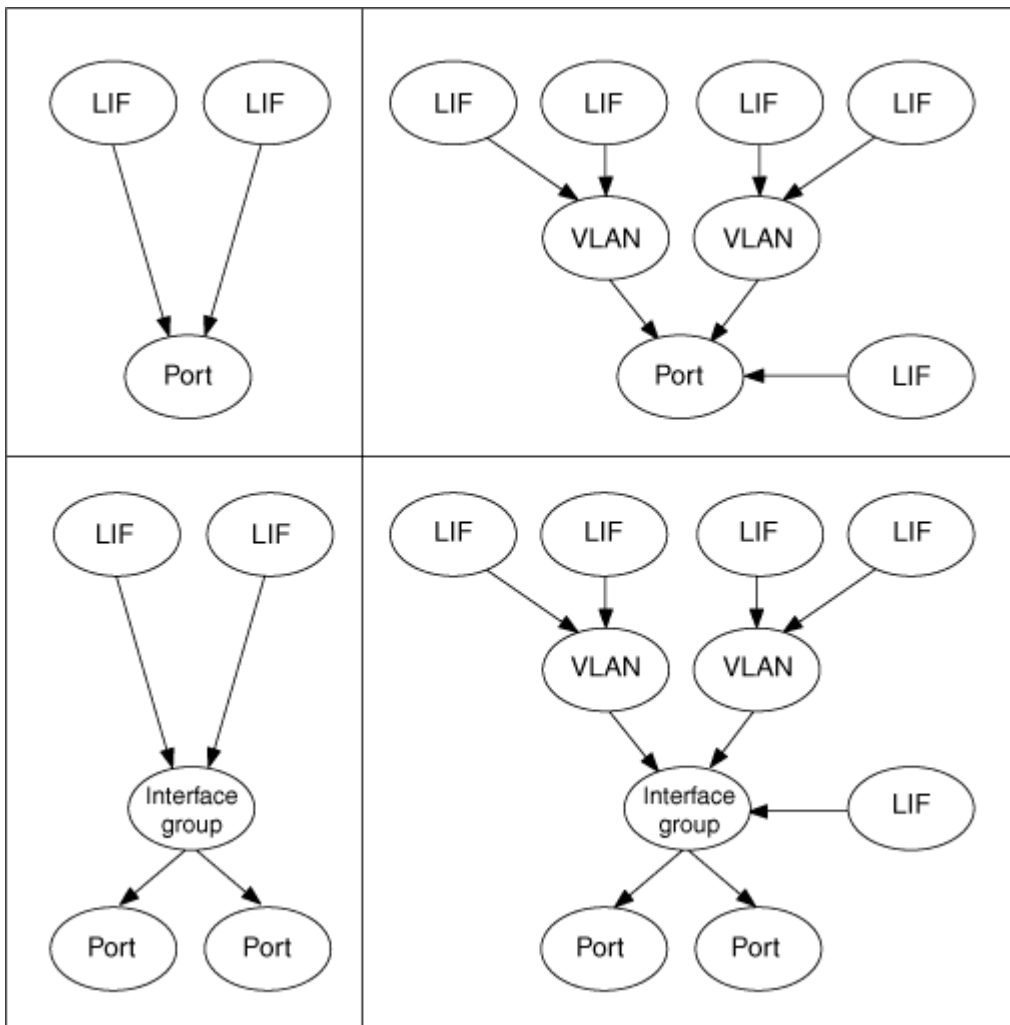 LIF LIF
Port
LIF LIF LIF LIF
VLAN VLAN
Port LIF
LIF LIF
Interface
group
Port Port
LIF LIF LIF LIF
VLAN VLAN
Interface
group
LIF
Port Port